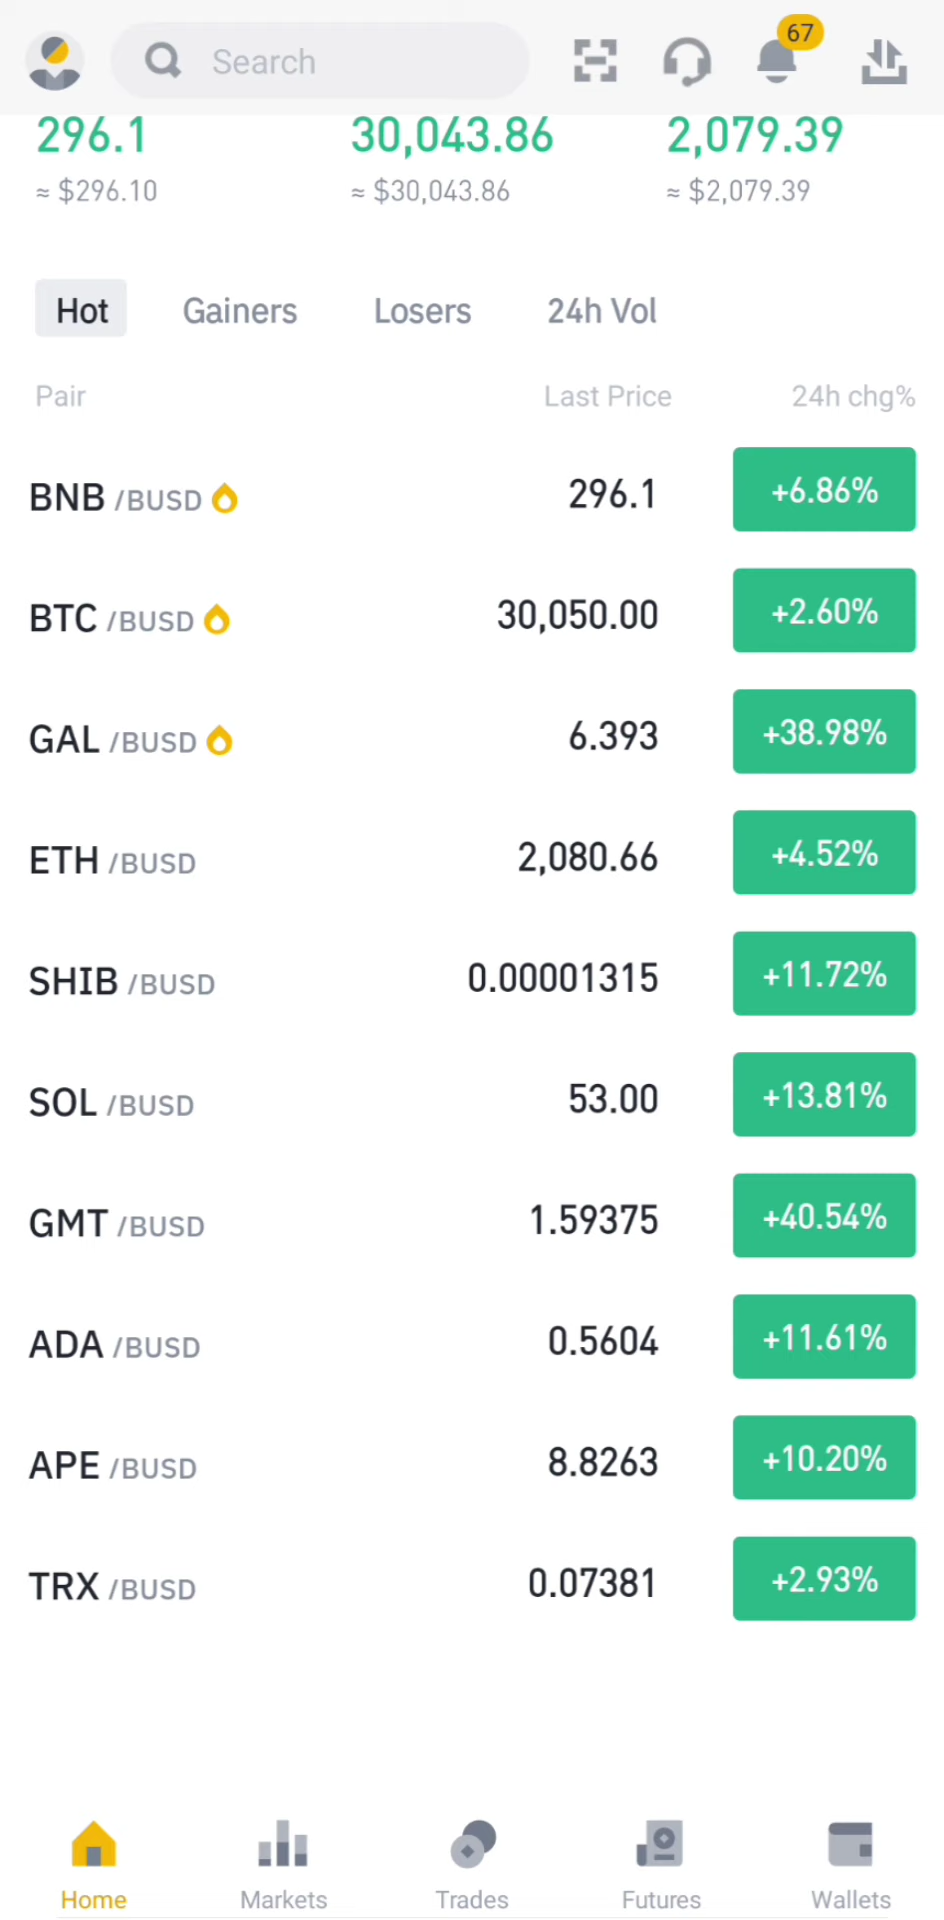 Search
67
296.1 30,043.86 2,079.39
≈ $296.10 ≈ $30,043.86 ≈ $2,079.39
Hot Gainers Losers 24h Vol
Pair Last Price 24h chg%
BNB /BUSD 296.1 +6.86%
BTC /BUSD 30,050.00 +2.60%
GAL /BUSD 6.393 +38.98%
ETH /BUSD 2,080.66 +4.52%
SHIB /BUSD 0.00001315 +11.72%
SOL /BUSD 53.00 +13.81%
GMT /BUSD 1.59375 +40.54%
ADA /BUSD 0.5604 +11.61%
APE /BUSD 8.8263 +10.20%
TRX /BUSD 0.07381 +2.93%
Home Markets Trades Futures Wallets